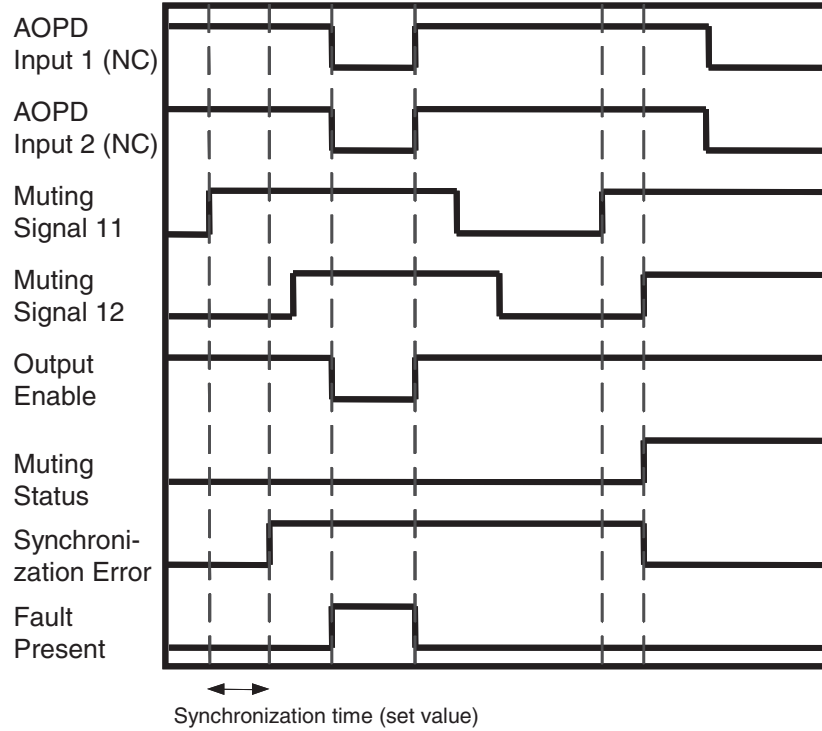 AOPD
Input 1 (NC)
AOPD
Input 2 (NC)
Muting
Signal 11
Muting
Signal 12
Output
Enable
Muting
Status
Synchroni-
zation Error
Fault
Present
Synchronization time (set value)